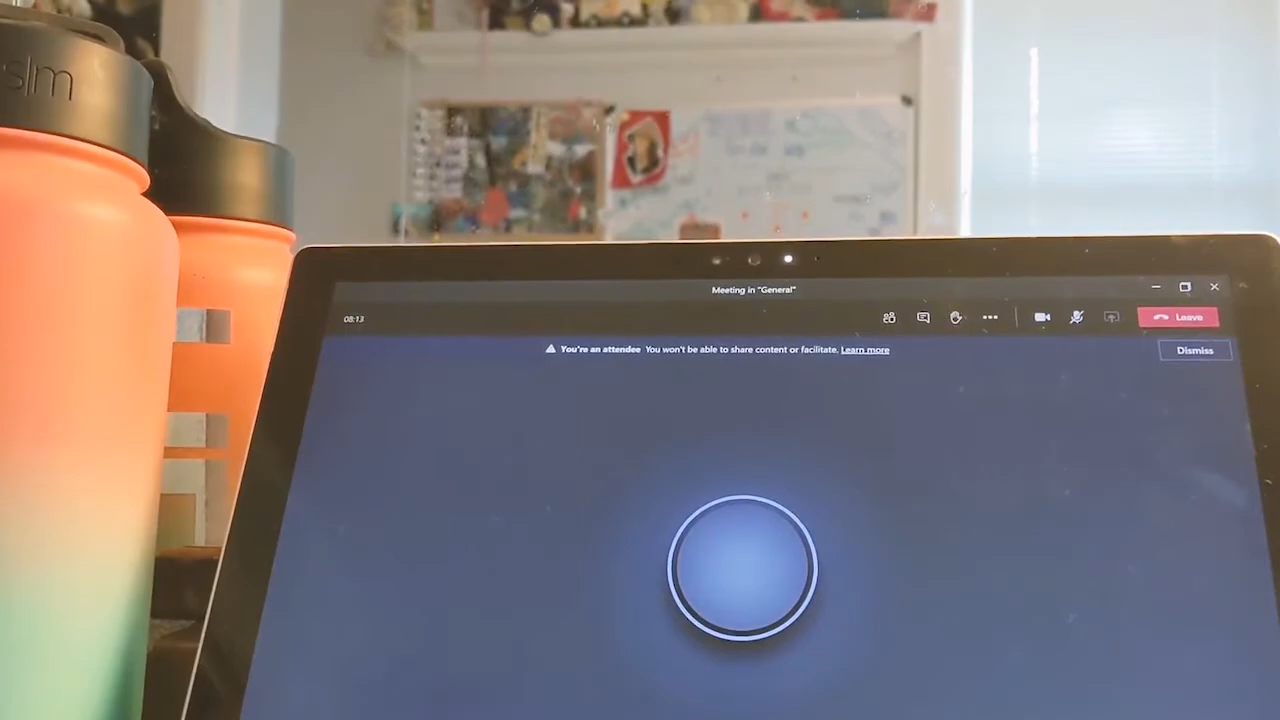 slm
Meeting in "General"
08:13
Leave
You're an attendee You won't be able to share content or facilitate. Learn more
Dismiss